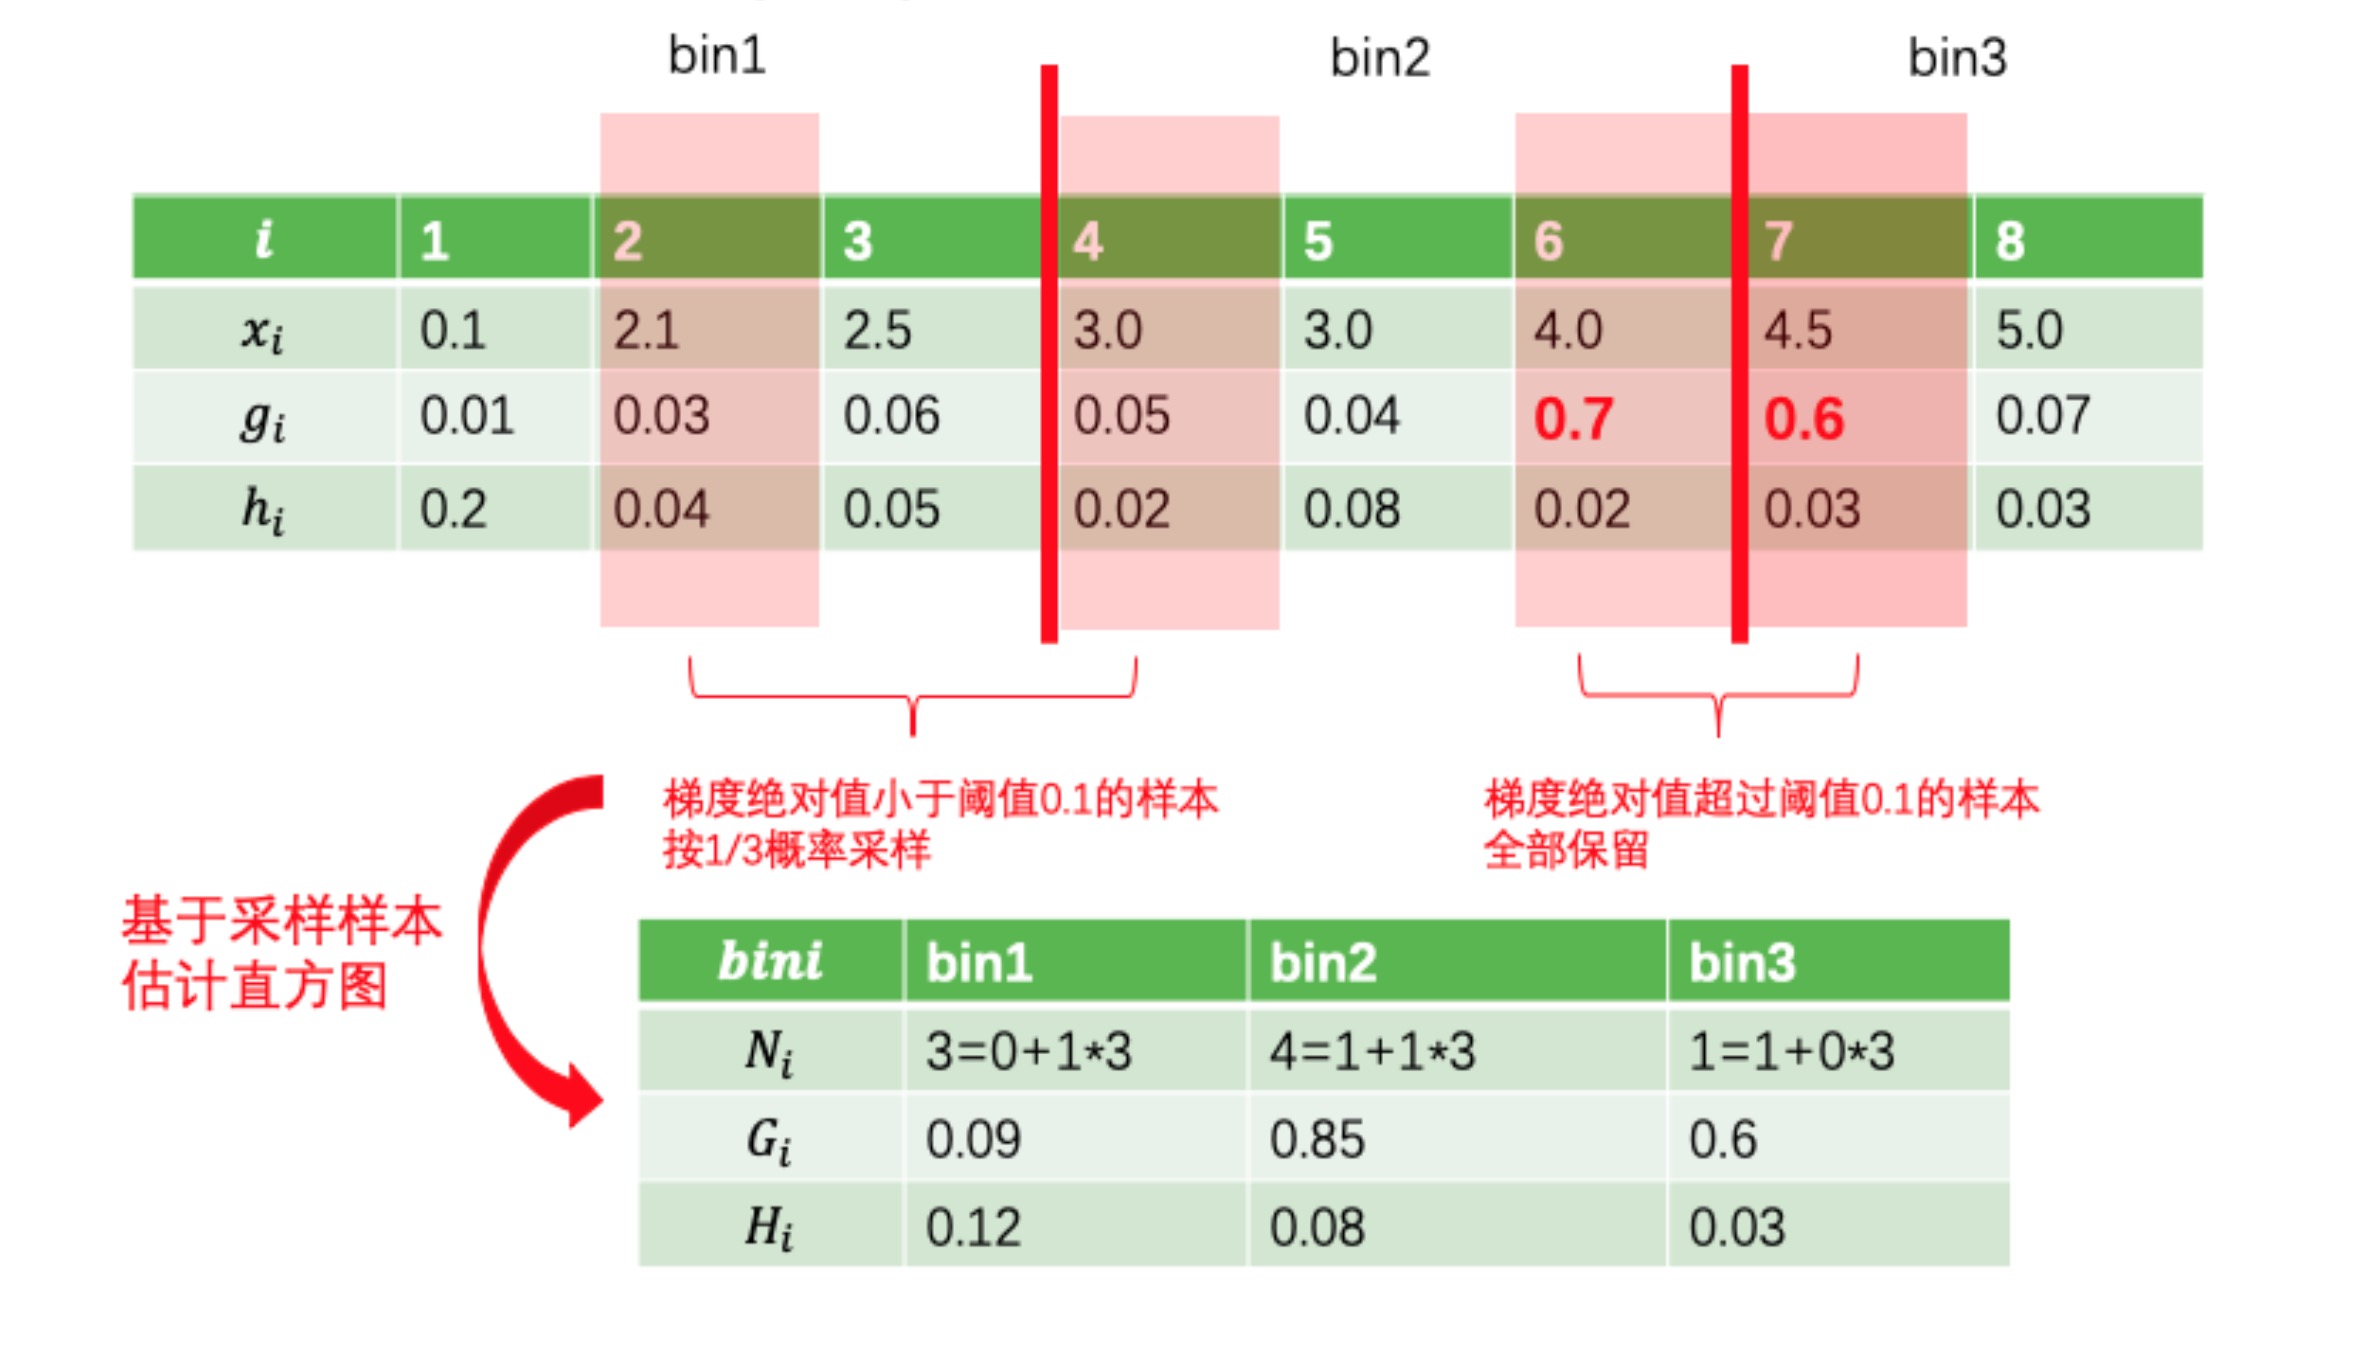 bin1 bin2 bin3
i 1 2 3 4 5 6 7 8
xᵢ 0.1 2.1 2.5 3.0 3.0 4.0 4.5 5.0
gᵢ 0.01 0.03 0.06 0.05 0.04 0.7 0.6 0.07
hᵢ 0.2 0.04 0.05 0.02 0.08 0.02 0.03 0.03
梯度绝对值小于阈值0.1的样本
按1/3概率采样
梯度绝对值超过阈值0.1的样本
全部保留
基于采样样本
估计直方图
bini bin1 bin2 bin3
Nᵢ 3=0+1*3 4=1+1*3 1=1+0*3
Gᵢ 0.09 0.85 0.6
Hᵢ 0.12 0.08 0.03